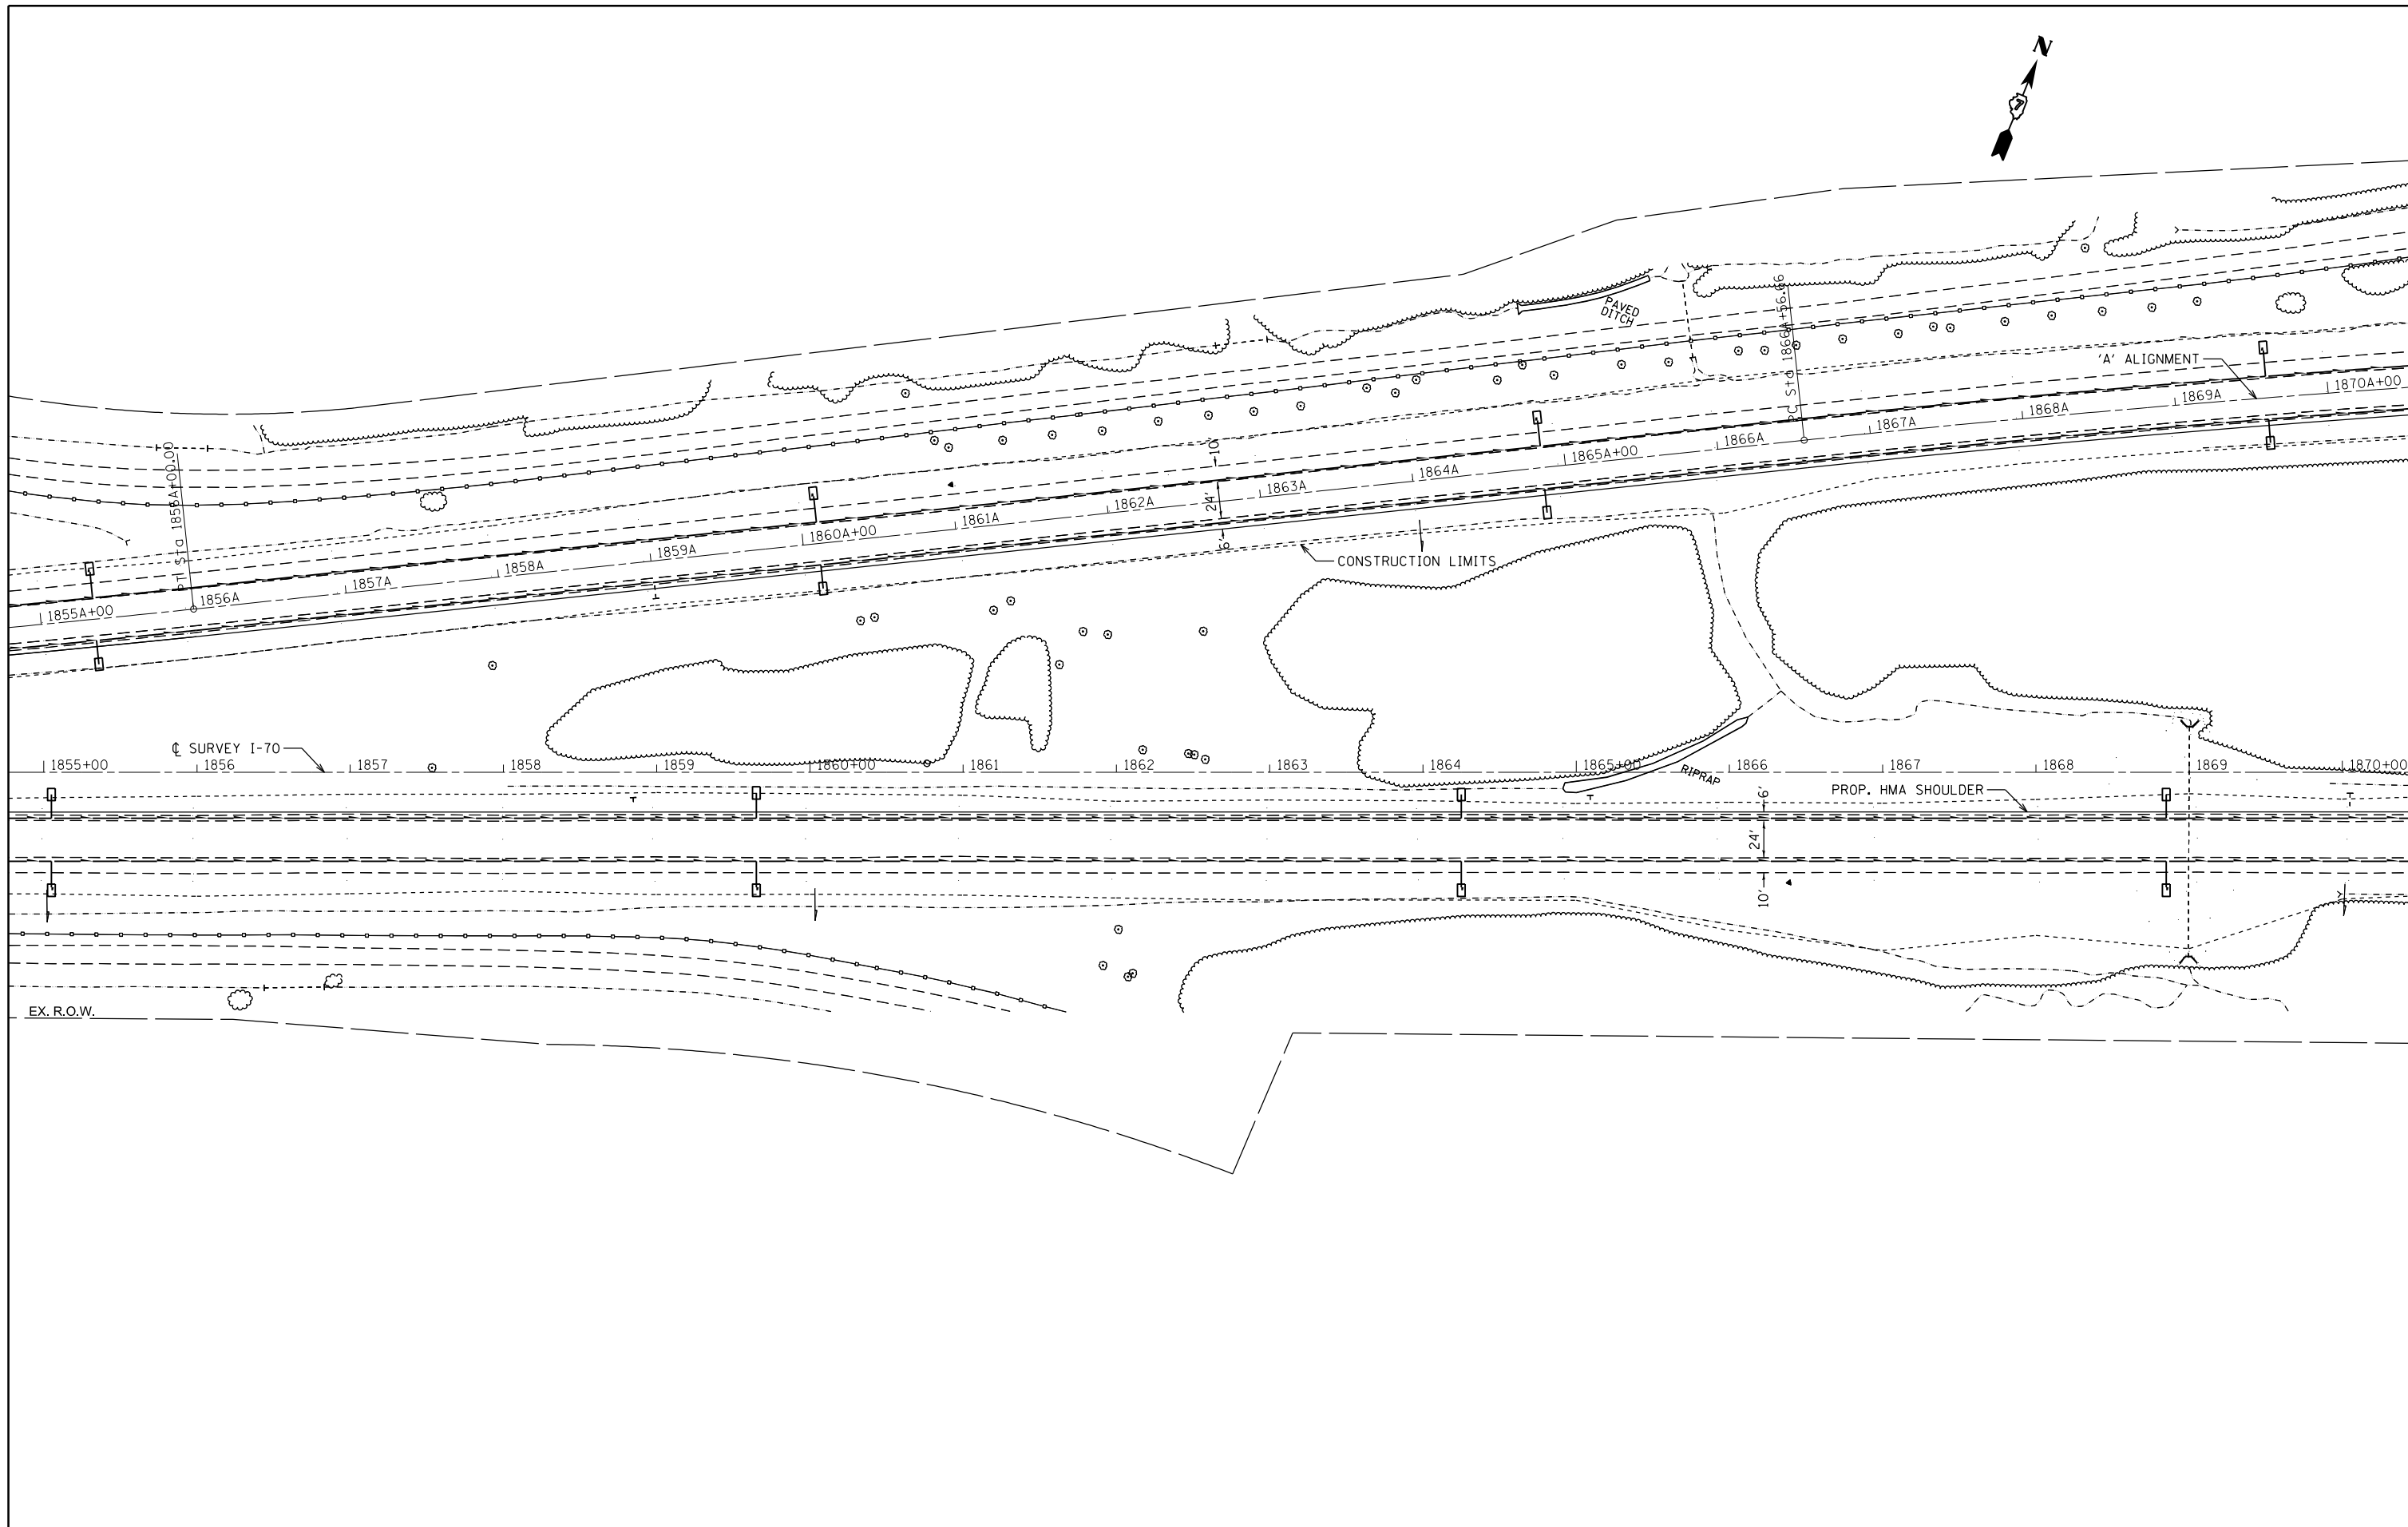 N
PAVED
DITCH
PC Sta 1866A+56.66
'A' ALIGNMENT
1870A+00
1869A
1868A
1867A
1866A
1865A+00
1864A
1863A
1862A
1861A
1860A+00
1859A
1858A
1857A
1856A
1855A+00
PT Sta 1856A+00.00
10'
24'
6'
CONSTRUCTION LIMITS
℄ SURVEY I-70
1855+00
1856
1857
1858
1859
1860+00
1861
1862
1863
1864
1865+00
1866
1867
1868
1869
1870+00
RIPRAP
PROP. HMA SHOULDER
6'
24'
10'
EX. R.O.W.